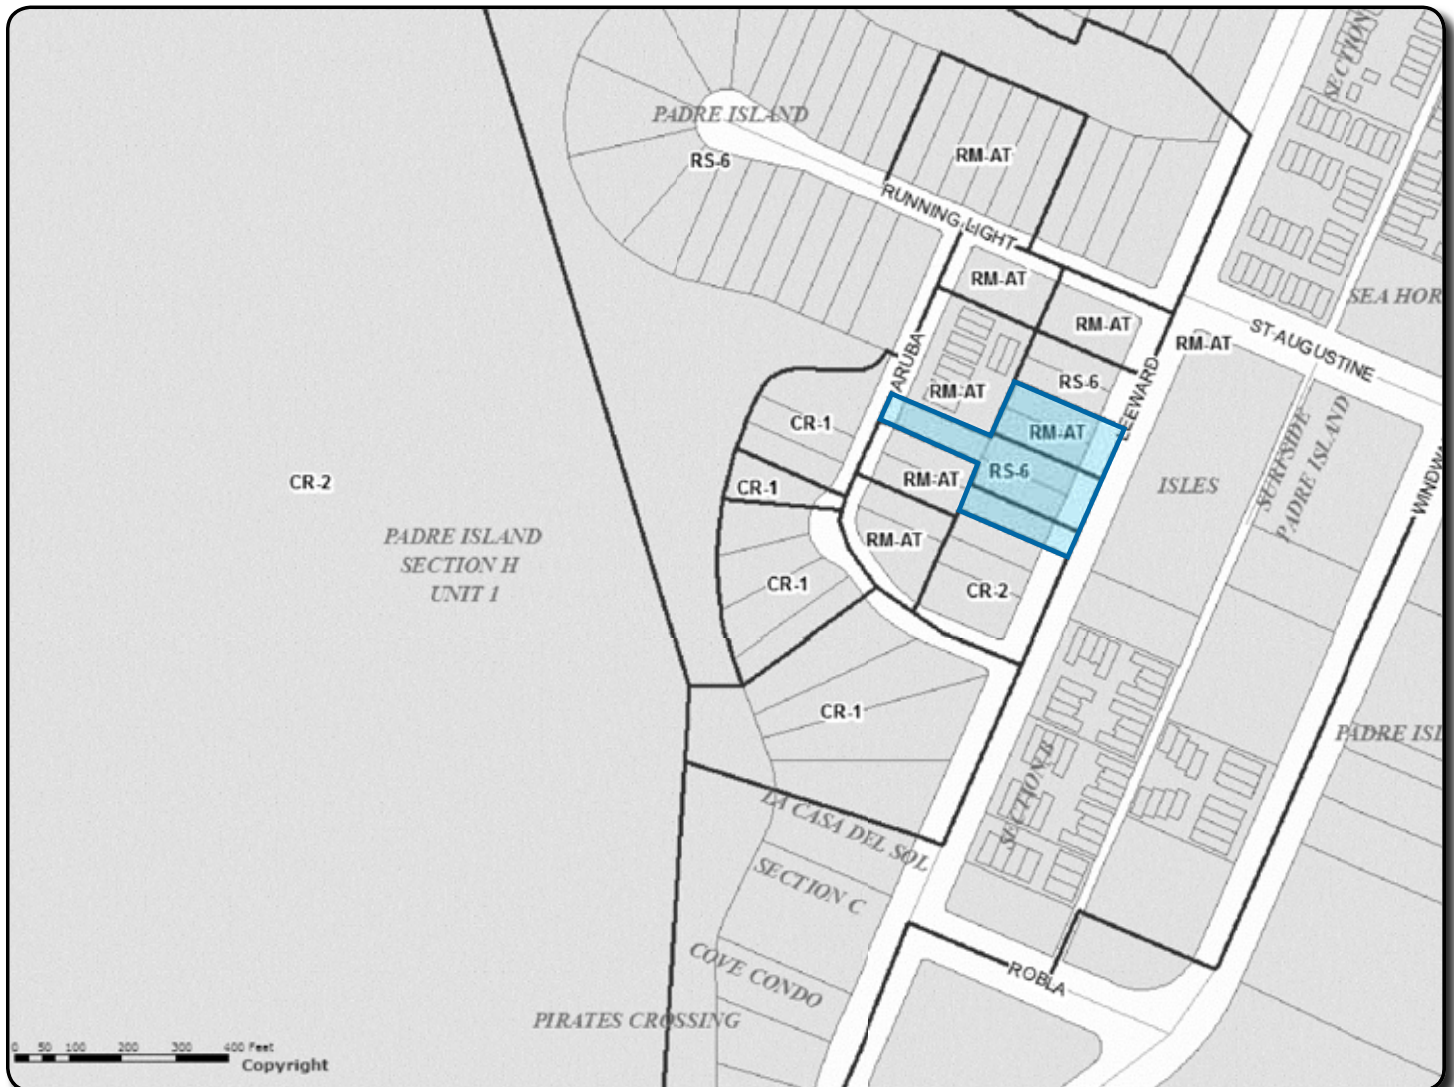 SECTION
PADRE ISLAND
RS-6
RM-AT
RUNNING LIGHT
RM-AT
SEA HOR
RM-AT
RM-AT
ST AUGUSTINE
ARUBA
LEEWARD
RS-6
RM-AT
CR-1
RM-AT
SURFSIDE
PADRE ISLAND
RS-6
RM-AT
ISLES
WINDWA
CR-2
CR-1
PADRE ISLAND
SECTION H
UNIT 1
RM-AT
CR-1
CR-2
CR-1
PADRE ISL
SECTION B
LA CASA DEL SOL
SECTION C
COVE CONDO
ROBLA
PIRATES CROSSING
0 50 100 200 300 400 Feet
Copyright